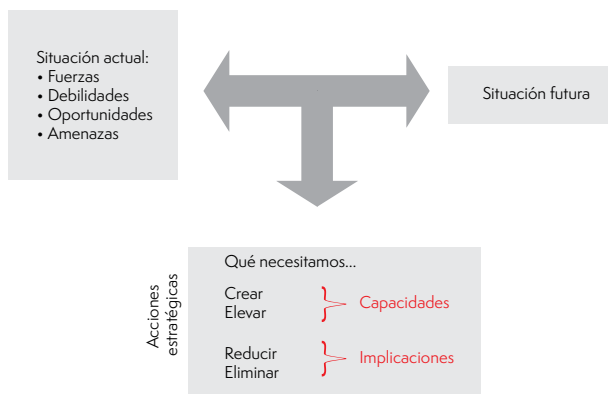 Situación actual:
• Fuerzas
• Debilidades
• Oportunidades
• Amenazas
Situación futura
Acciones
estratégicas
Qué necesitamos...
Crear
Elevar
Capacidades
Reducir
Eliminar
Implicaciones